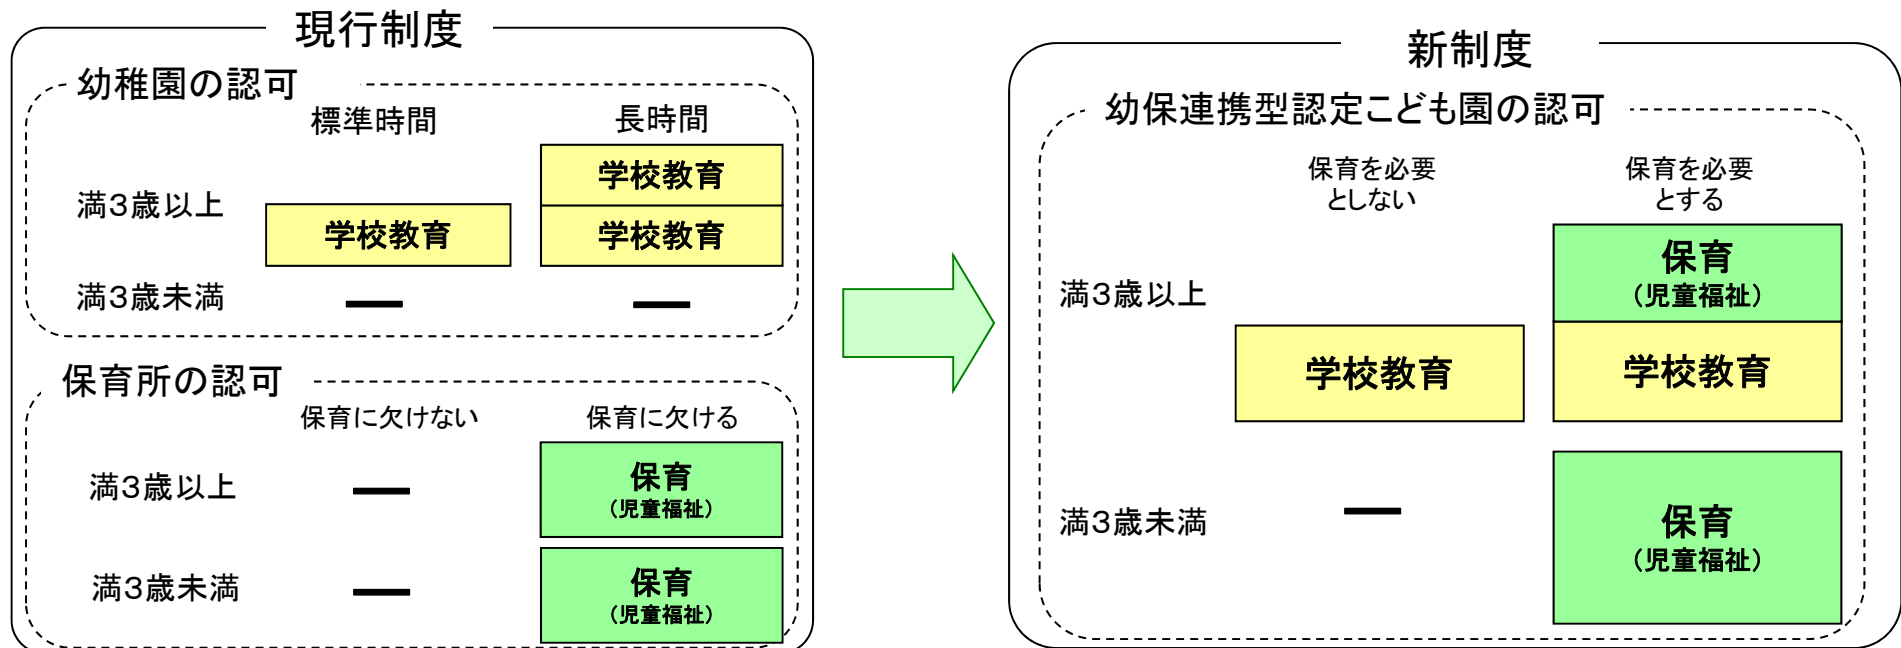 現行制度
幼稚園の認可
標準時間 長時間
学校教育
満3歳以上
学校教育 学校教育
満3歳未満 ― ―
保育所の認可
保育に欠けない 保育に欠ける
満3歳以上 ― 保育
（児童福祉）
満3歳未満 ― 保育
（児童福祉）
新制度
幼保連携型認定こども園の認可
保育を必要
としない
保育を必要
とする
満3歳以上
保育
（児童福祉）
学校教育 学校教育
満3歳未満 ― 保育
（児童福祉）